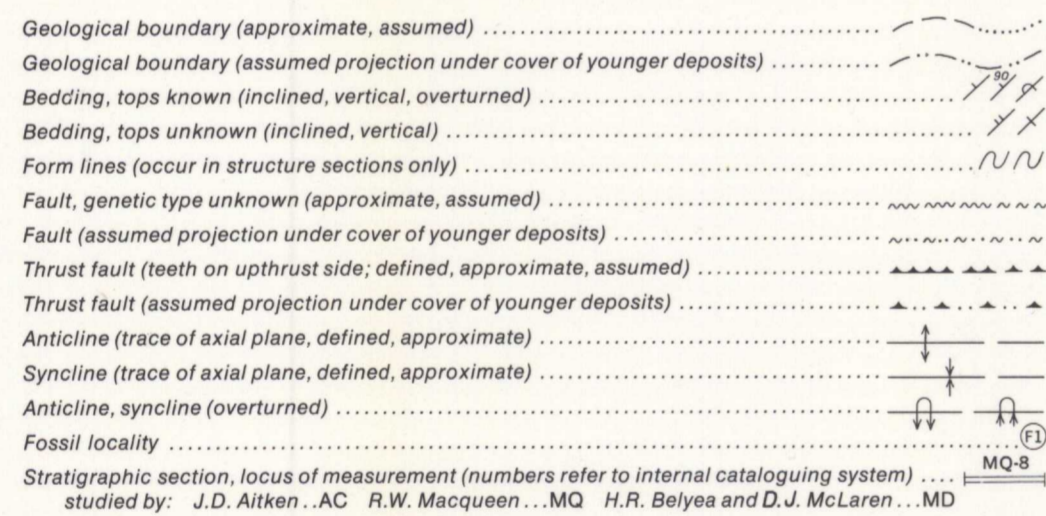 Geological boundary (approximate, assumed)
Geological boundary (assumed projection under cover of younger deposits)
Bedding, tops known (inclined, vertical, overturned) 90
Bedding, tops unknown (inclined, vertical)
Form lines (occur in structure sections only)
Fault, genetic type unknown (approximate, assumed)
Fault (assumed projection under cover of younger deposits)
Thrust fault (teeth on upthrust side; defined, approximate, assumed)
Thrust fault (assumed projection under cover of younger deposits)
Anticline (trace of axial plane, defined, approximate)
Syncline (trace of axial plane, defined, approximate)
Anticline, syncline (overturned)
Fossil locality F1
Stratigraphic section, locus of measurement (numbers refer to internal cataloguing system) .... MQ-8
studied by: J.D. Aitken..AC R.W. Macqueen...MQ H.R. Belyea and D.J. McLaren...MD